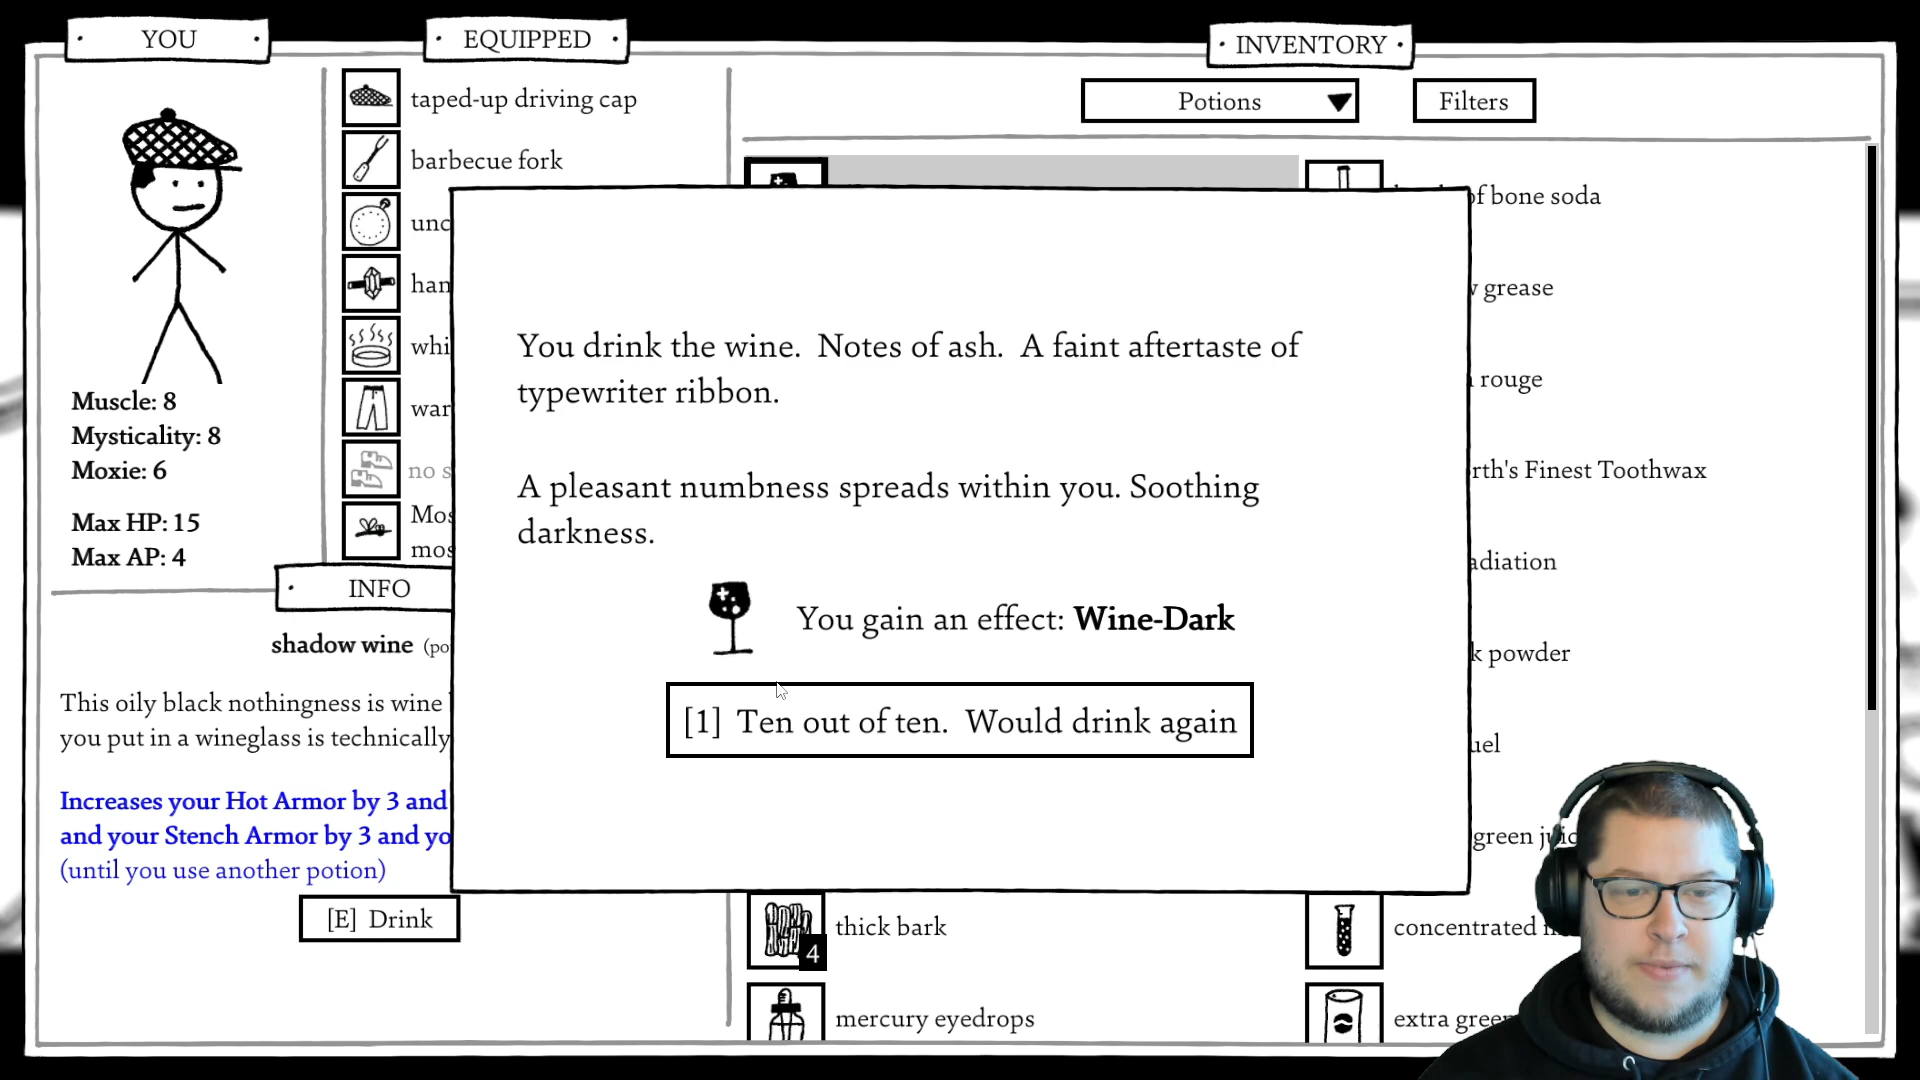 YOU
EQUIPPED
INVENTORY
taped-up driving cap
barbecue fork
Potions
Filters
of bone soda
grease
rouge
Finest Toothwax
powder
You drink the wine. Notes of ash. A faint aftertaste of
typewriter ribbon.
A pleasant numbness spreads within you. Soothing
darkness.
You gain an effect: Wine-Dark
[1] Ten out of ten. Would drink again
Muscle: 8
Mysticality: 8
Moxie: 6
Max HP: 15
Max AP: 4
INFO
shadow wine
This oily black nothingness is wine
you put in a wineglass is technically
Increases your Hot Armor by 3 and
and your Stench Armor by 3 and
(until you use another potion)
[E] Drink
green
4
thick bark
concentrated
mercury eyedrops
extra